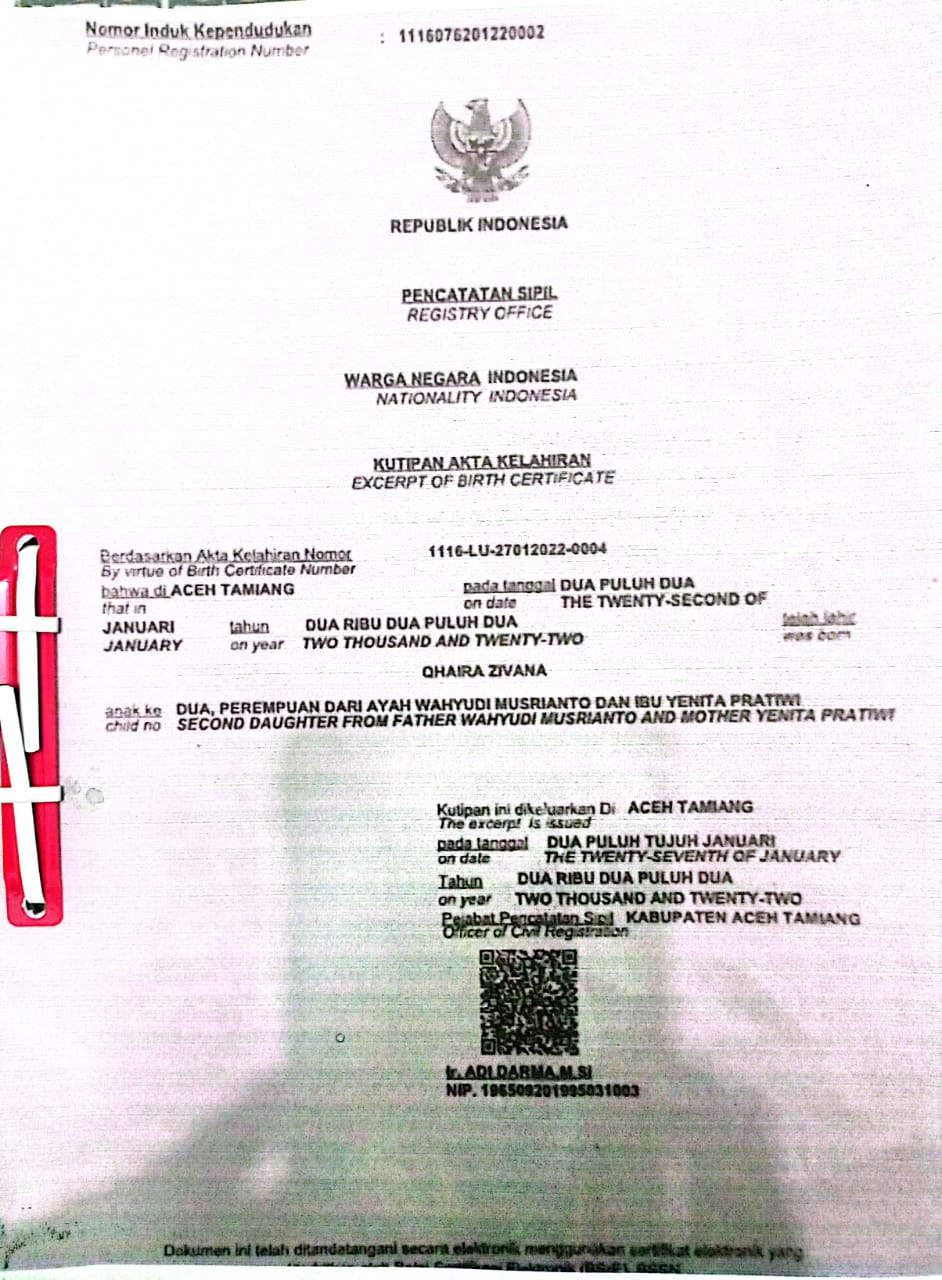 Nomor Induk Kependudukan : 1116076201220002
Personel Registration Number
REPUBLIK INDONESIA
PENCATATAN SIPIL
REGISTRY OFFICE
WARGA NEGARA INDONESIA
NATIONALITY INDONESIA
KUTIPAN AKTA KELAHIRAN
EXCERPT OF BIRTH CERTIFICATE
Berdasarkan Akta Kelahiran Nomor 1116-LU-27012022-0004
By virtue of Birth Certificate Number
bahwa di ACEH TAMIANG pada tanggal DUA PULUH DUA
that in on date THE TWENTY-SECOND OF
JANUARI tahun DUA RIBU DUA PULUH DUA telah lahir
JANUARY on year TWO THOUSAND AND TWENTY-TWO was born
QHAIRA ZIVANA
anak ke DUA, PEREMPUAN DARI AYAH WAHYUDI MUSRIANTO DAN IBU YENITA PRATIWI
child no SECOND DAUGHTER FROM FATHER WAHYUDI MUSRIANTO AND MOTHER YENITA PRATIWI
Kutipan ini dikeluarkan Di ACEH TAMIANG
The excerpt is issued
pada tanggal DUA PULUH TUJUH JANUARI
on date THE TWENTY-SEVENTH OF JANUARY
Tahun DUA RIBU DUA PULUH DUA
on year TWO THOUSAND AND TWENTY-TWO
Pejabat Pencatatan Sipil KABUPATEN ACEH TAMIANG
Officer of Civil Registration
Ir. ADI DARMA,M.Si
NIP. 196509201995031003
Dokumen ini telah ditandatangani secara elektronik menggunakan sertifikat elektronik yang